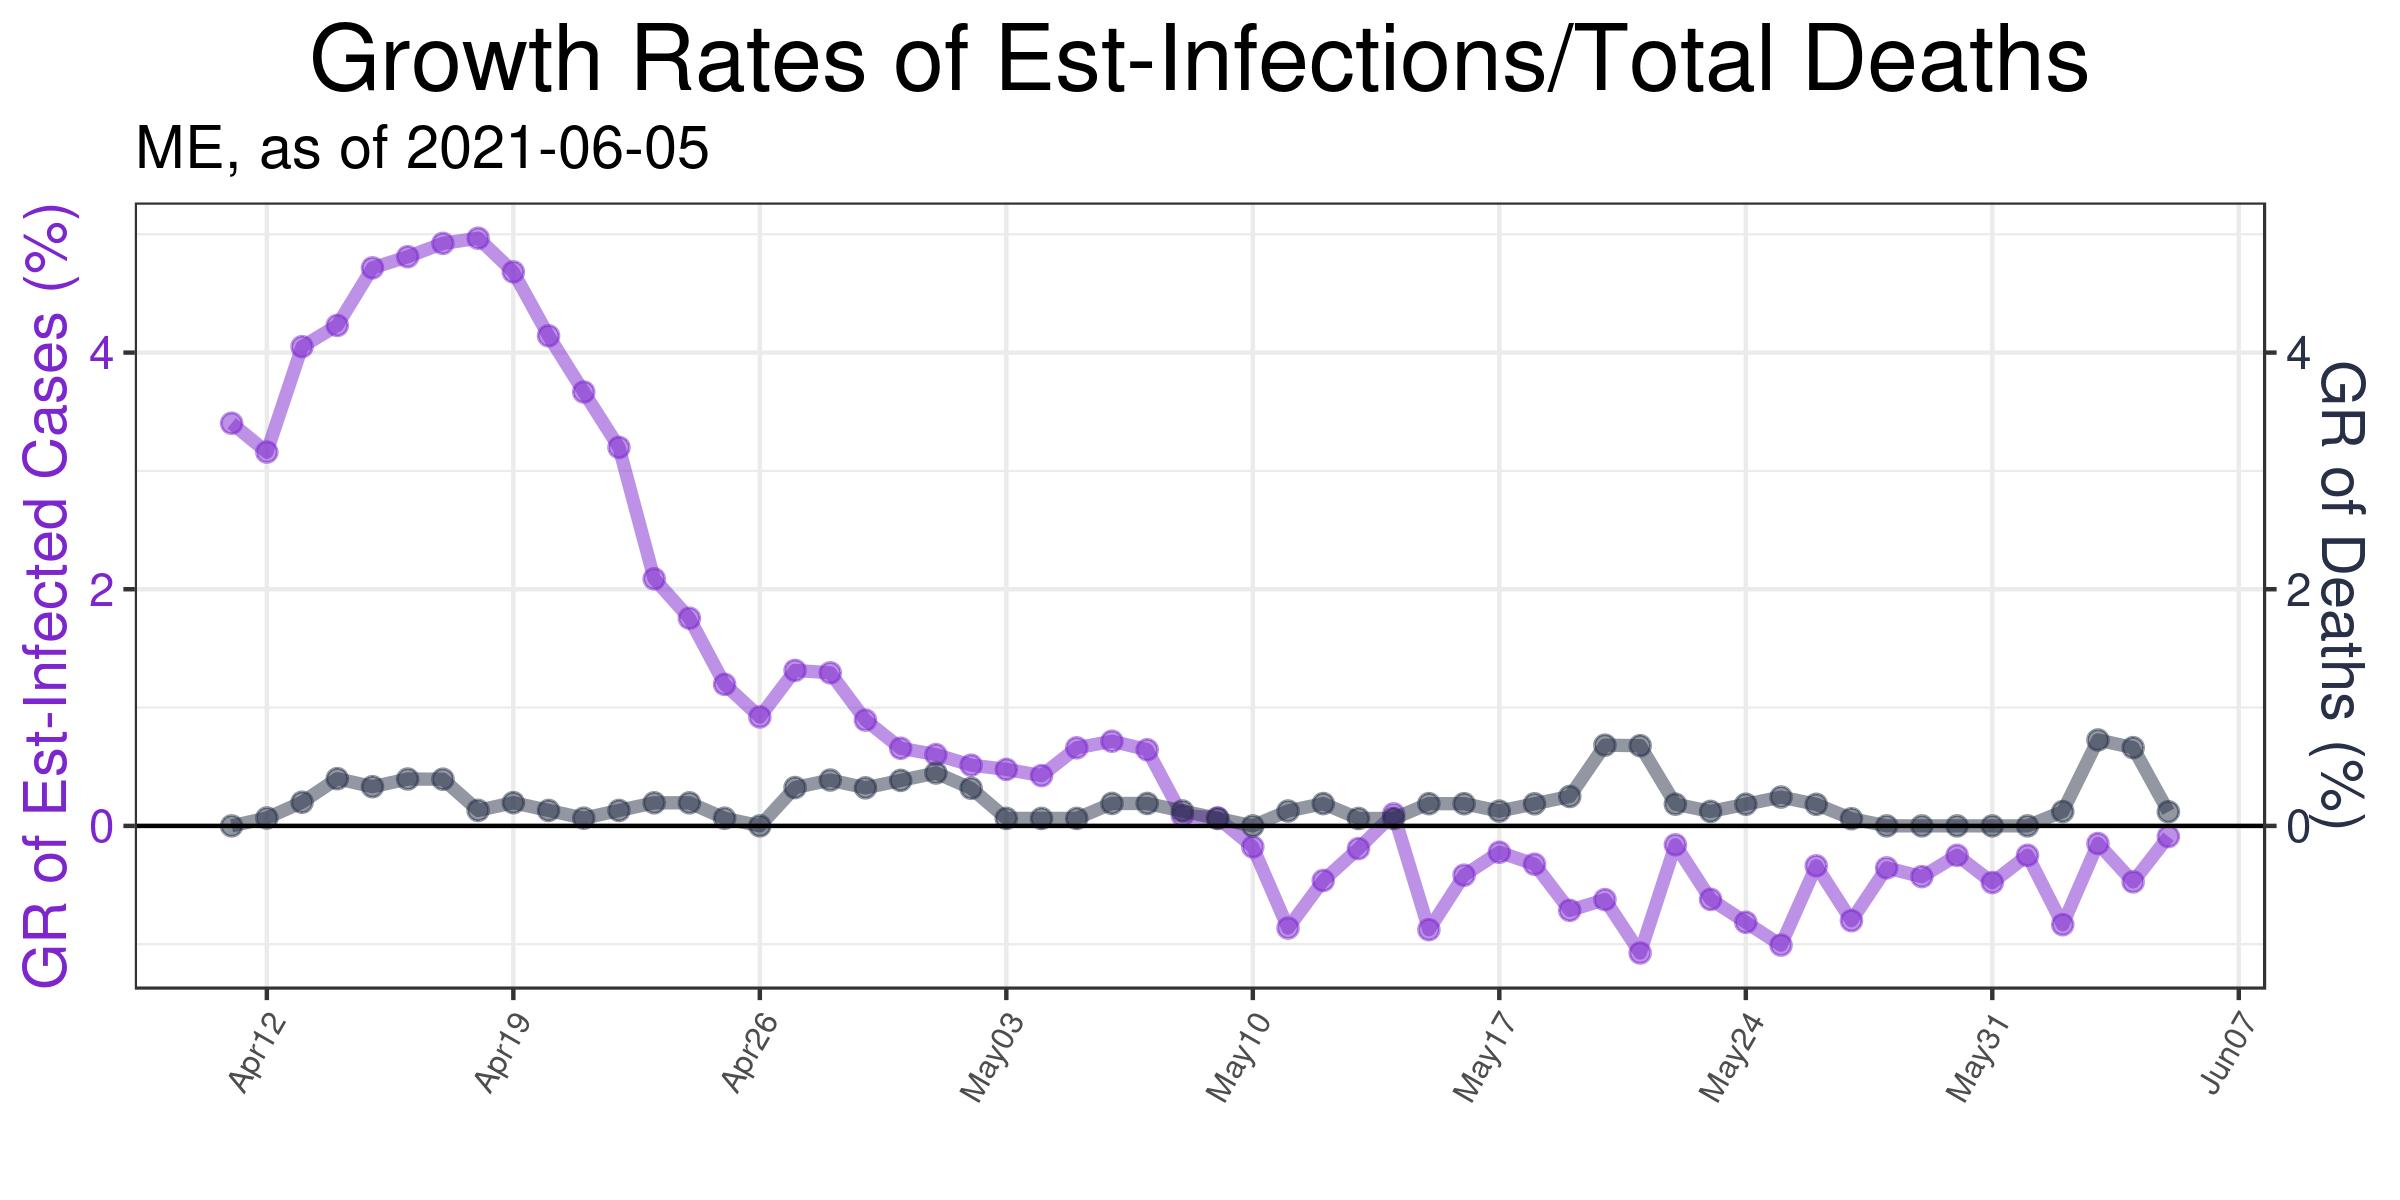 Growth Rates of Est-Infections/Total Deaths
ME, as of 2021-06-05
GR of Est-Infected Cases (%)
4
2
0
4
2
0
GR of Deaths (%)
Apr12
Apr19
Apr26
May03
May10
May17
May24
May31
Jun07